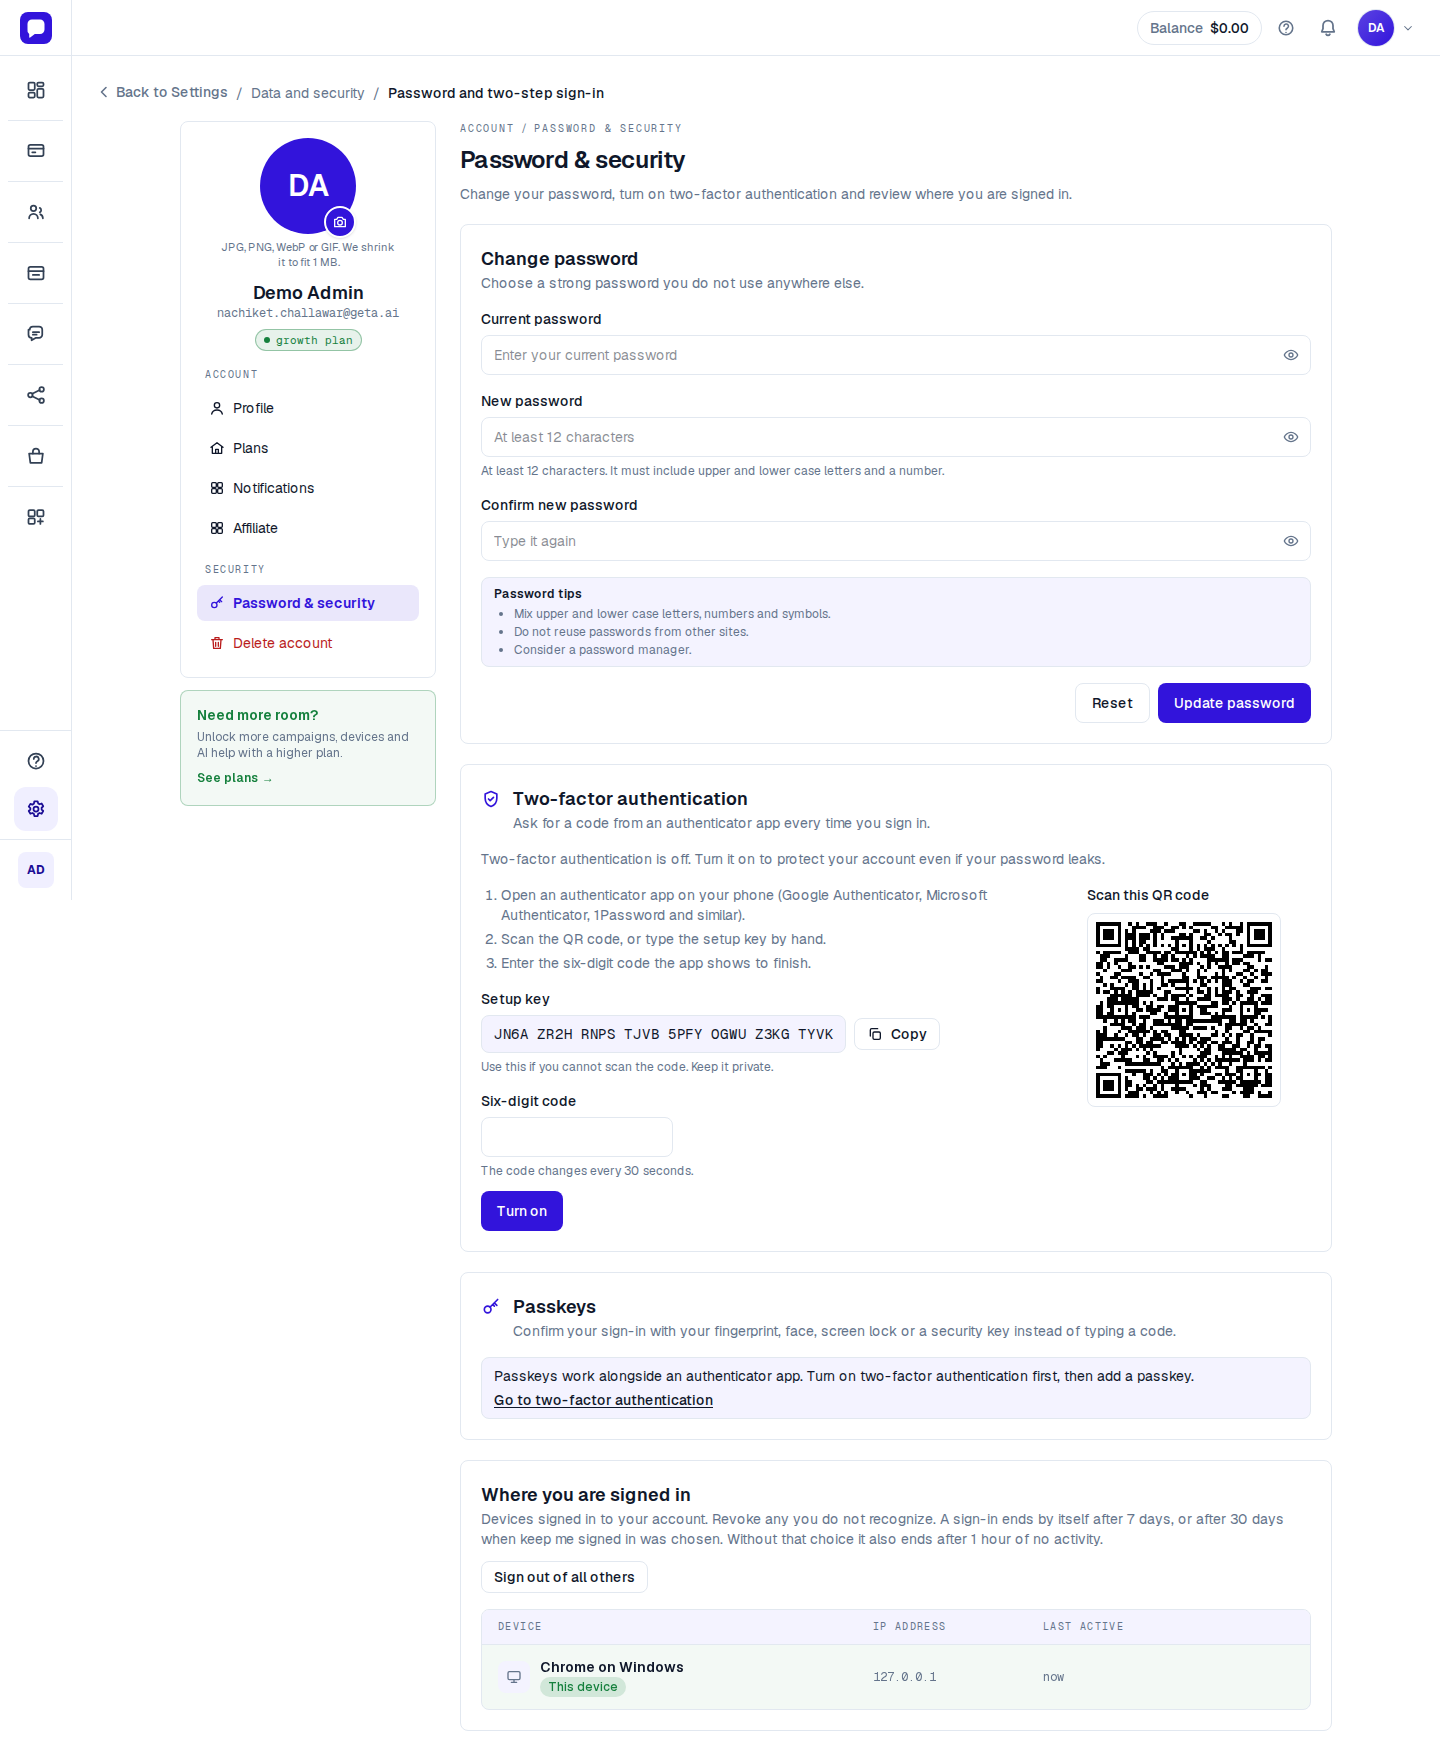 Balance $0.00
DA
Back to Settings / Data and security / Password and two-step sign-in
DA
JPG, PNG, WebP or GIF. We shrink
it to fit 1 MB.
Demo Admin
nachiket.challawar@geta.ai
growth plan
ACCOUNT
Profile
Plans
Notifications
Affiliate
SECURITY
Password & security
Delete account
Need more room?
Unlock more campaigns, devices and
AI help with a higher plan.
See plans →
AD
ACCOUNT / PASSWORD & SECURITY
Password & security
Change your password, turn on two-factor authentication and review where you are signed in.
Change password
Choose a strong password you do not use anywhere else.
Current password
Enter your current password
New password
At least 12 characters
At least 12 characters. It must include upper and lower case letters and a number.
Confirm new password
Type it again
Password tips
• Mix upper and lower case letters, numbers and symbols.
• Do not reuse passwords from other sites.
• Consider a password manager.
Reset
Update password
Two-factor authentication
Ask for a code from an authenticator app every time you sign in.
Two-factor authentication is off. Turn it on to protect your account even if your password leaks.
1. Open an authenticator app on your phone (Google Authenticator, Microsoft
Authenticator, 1Password and similar).
2. Scan the QR code, or type the setup key by hand.
3. Enter the six-digit code the app shows to finish.
Scan this QR code
Setup key
JN6A ZR2H RNPS TJVB 5PFY OGWU Z3KG TYVK
Copy
Use this if you cannot scan the code. Keep it private.
Six-digit code
The code changes every 30 seconds.
Turn on
Passkeys
Confirm your sign-in with your fingerprint, face, screen lock or a security key instead of typing a code.
Passkeys work alongside an authenticator app. Turn on two-factor authentication first, then add a passkey.
Go to two-factor authentication
Where you are signed in
Devices signed in to your account. Revoke any you do not recognize. A sign-in ends by itself after 7 days, or after 30 days
when keep me signed in was chosen. Without that choice it also ends after 1 hour of no activity.
Sign out of all others
DEVICE IP ADDRESS LAST ACTIVE
Chrome on Windows
This device
127.0.0.1
now